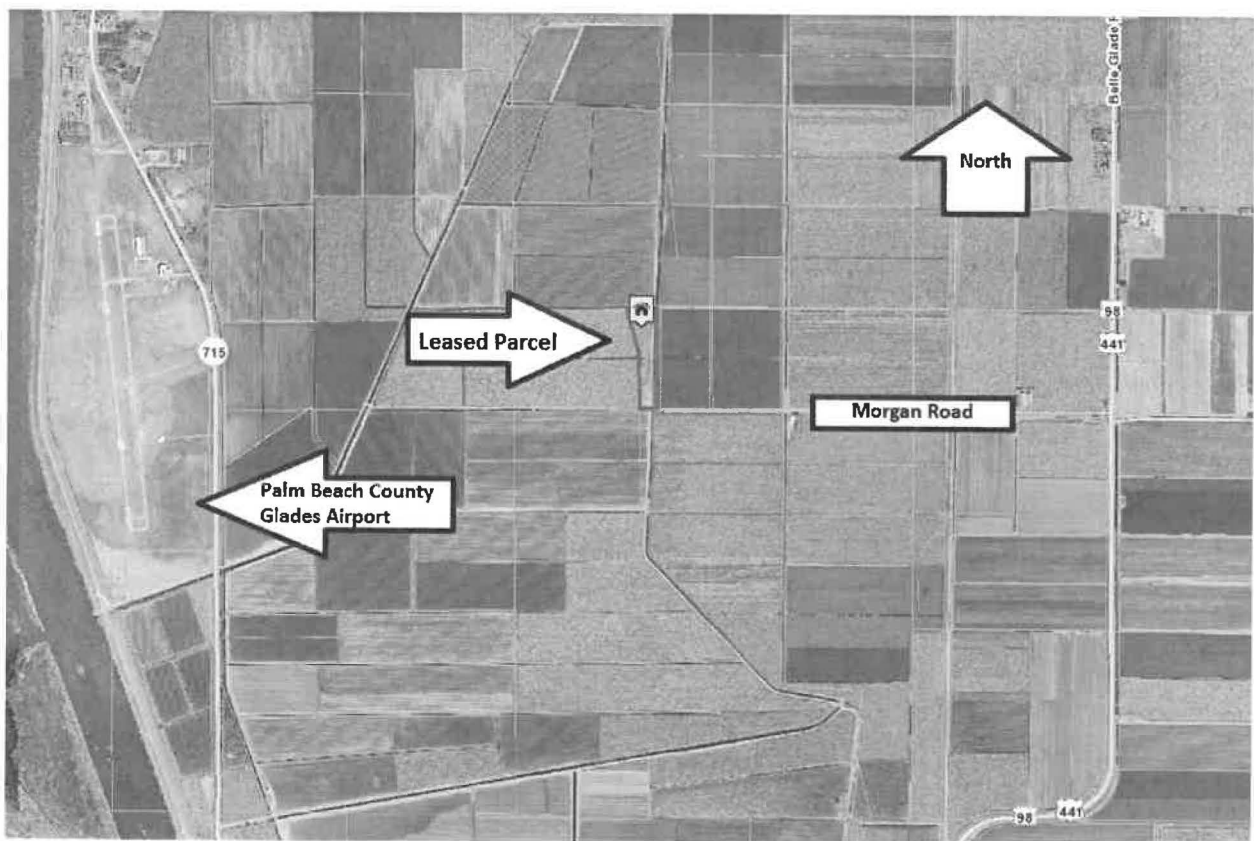 Belle Glade R
North
98
441
Leased Parcel
715
Morgan Road
Palm Beach County
Glades Airport
98
441